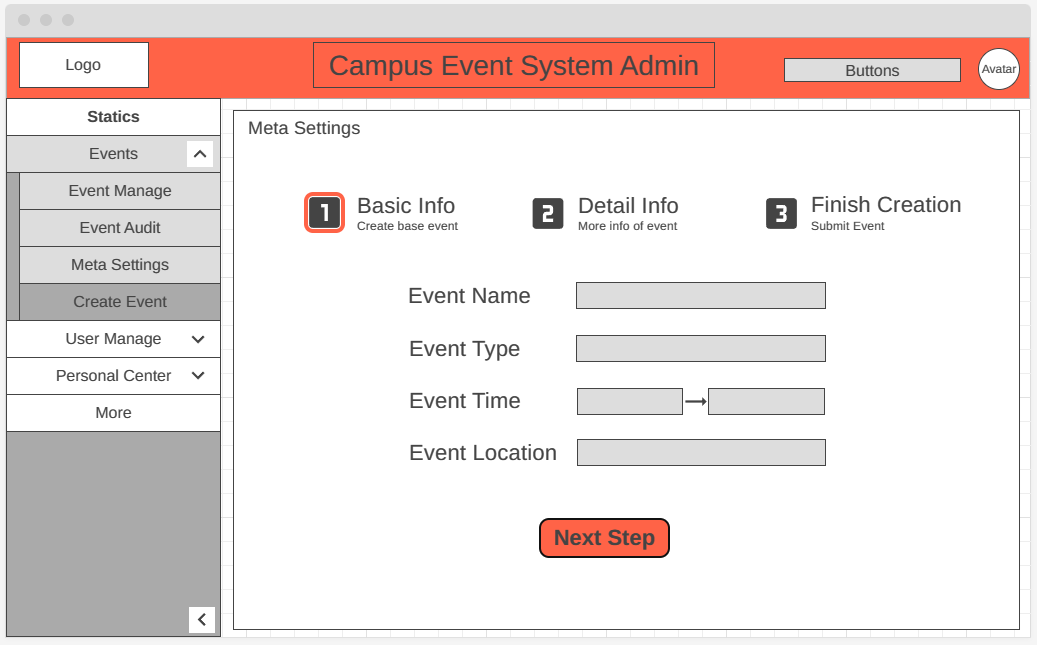 Logo
Campus Event System Admin
Buttons
Avatar
Statics
Events
Event Manage
Event Audit
Meta Settings
Create Event
User Manage
Personal Center
More
Meta Settings
1
Basic Info
Create base event
2
Detail Info
More info of event
3
Finish Creation
Submit Event
Event Name
Event Type
Event Time
Event Location
Next Step